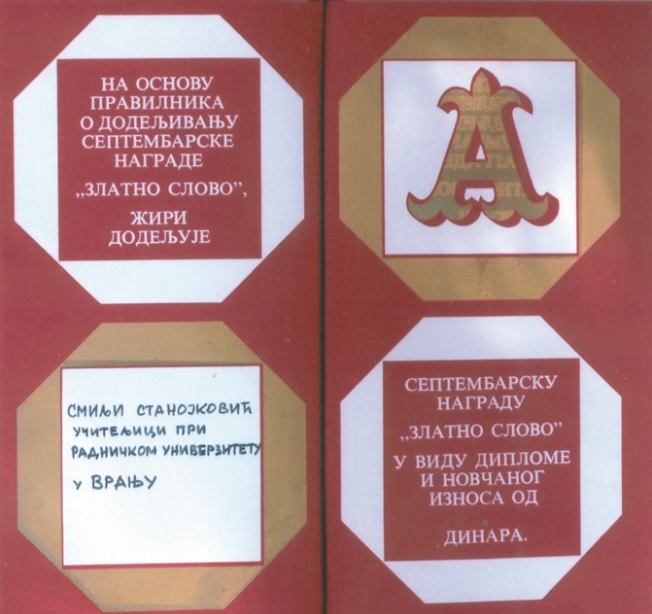 НА ОСНОВУ
ПРАВИЛНИКА
О ДОДЕЉИВАЊУ
СЕПТЕМБАРСКЕ
НАГРАДЕ
„ЗЛАТНО СЛОВО”,
ЖИРИ
ДОДЕЉУЈЕ
СМИЉИ СТАНОЈКОВИЋ
УЧИТЕЉИЦИ ПРИ
РАДНИЧКОМ УНИВЕРЗИТЕТУ
У ВРАЊУ
А
СЕПТЕМБАРСКУ
НАГРАДУ
„ЗЛАТНО СЛОВО”
У ВИДУ ДИПЛОМЕ
И НОВЧАНОГ
ИЗНОСА ОД
ДИНАРА.